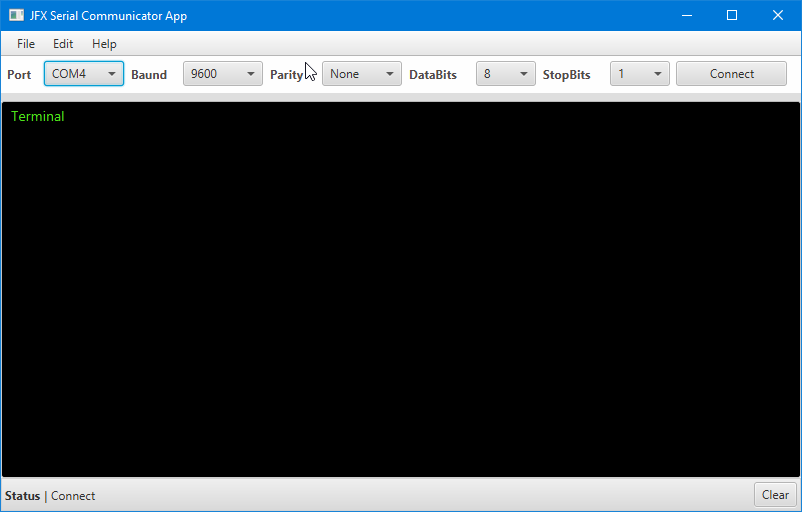 JFX Serial Communicator App
File Edit Help
Port COM4 Baund 9600 Parity None DataBits 8 StopBits 1 Connect
Terminal
Status | Connect Clear